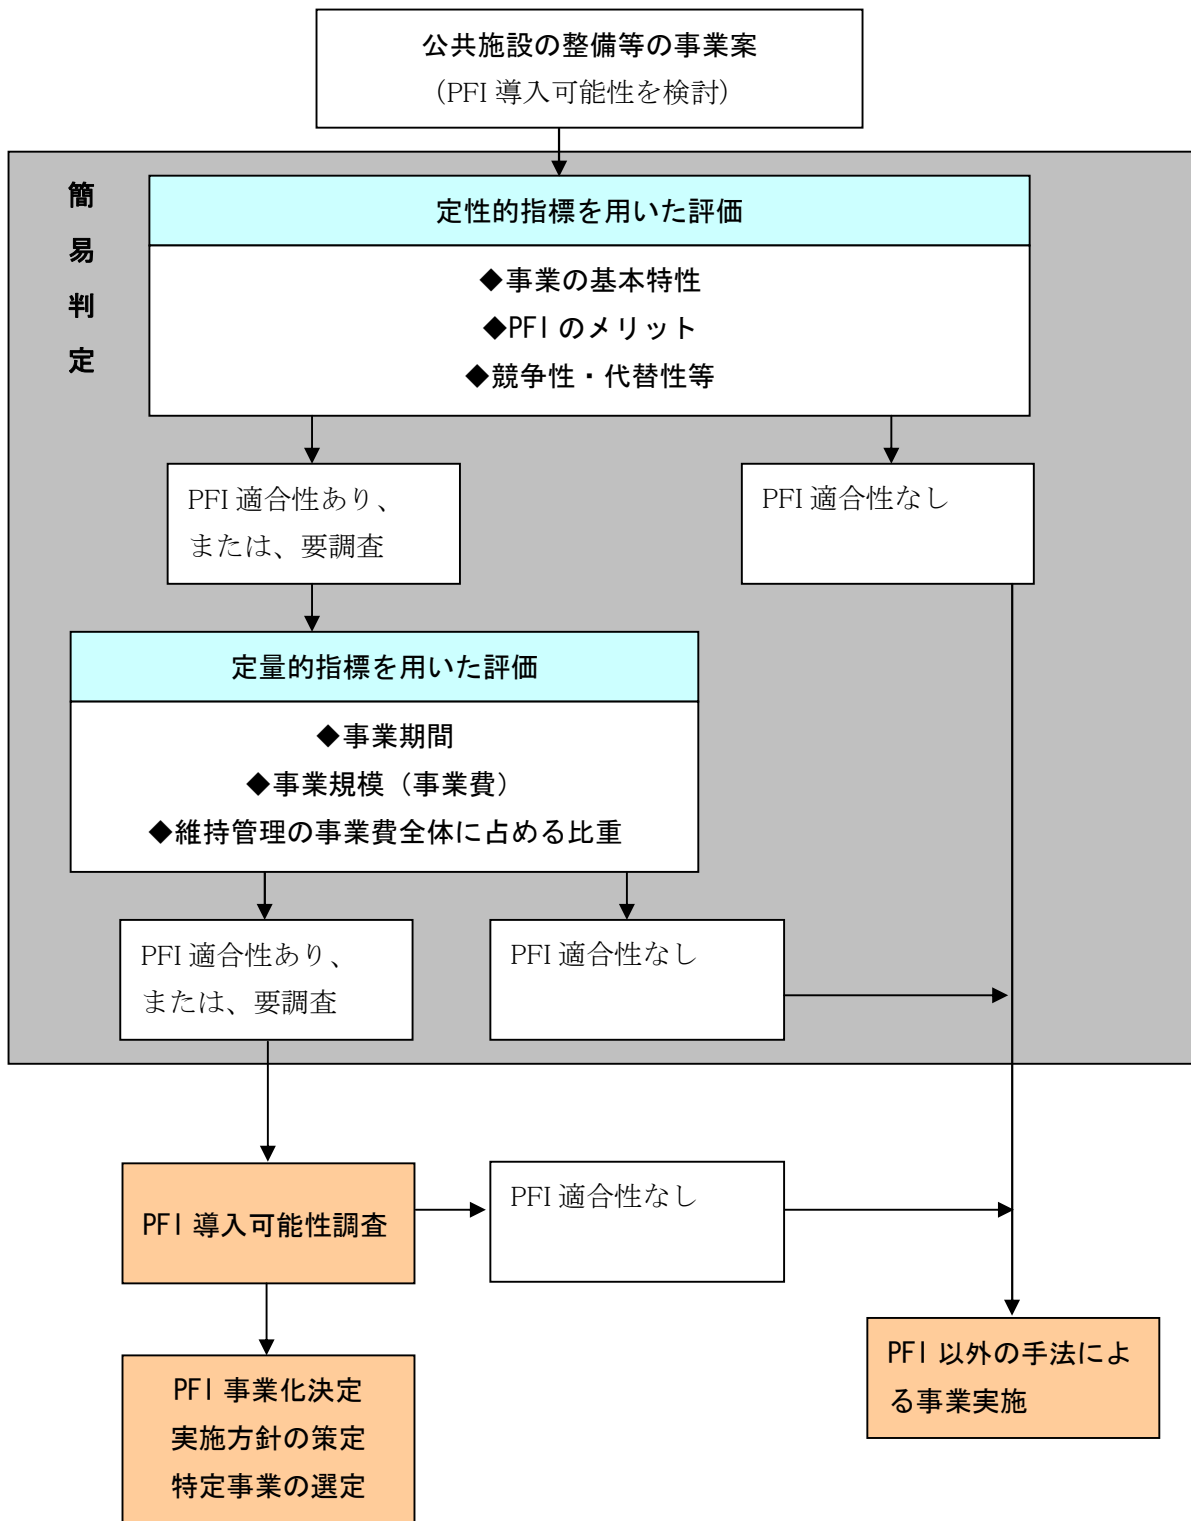 公共施設の整備等の事業案
（PFI 導入可能性を検討）
簡易判定
定性的指標を用いた評価
◆事業の基本特性
◆PFI のメリット
◆競争性・代替性等
PFI 適合性あり、
または、要調査
PFI 適合性なし
定量的指標を用いた評価
◆事業期間
◆事業規模（事業費）
◆維持管理の事業費全体に占める比重
PFI 適合性あり、
または、要調査
PFI 適合性なし
PFI 導入可能性調査
PFI 適合性なし
PFI 以外の手法によ
る事業実施
PFI 事業化決定
実施方針の策定
特定事業の選定